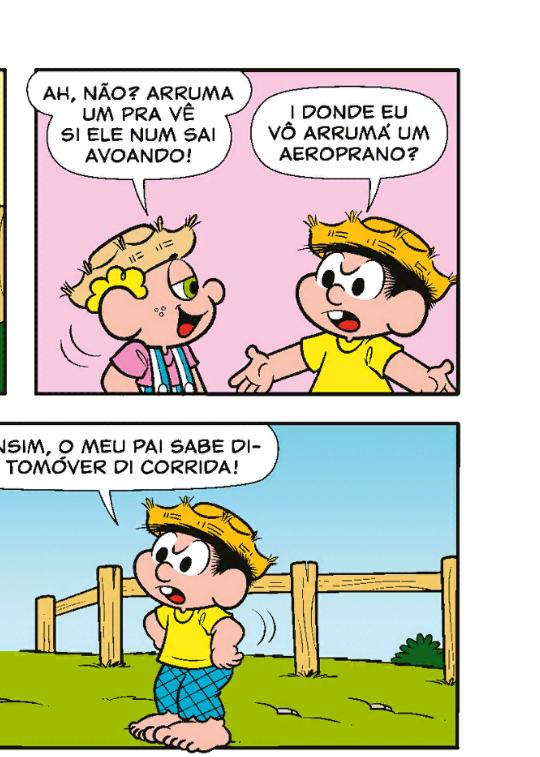 AH, NÃO? ARRUMA
UM PRA VÊ
SI ELE NUM SAI
AVOANDO!
I DONDE EU
VÔ ARRUMÁ UM
AEROPRANO?
NSIM, O MEU PAI SABE DI-
TOMÓVER DI CORRIDA!